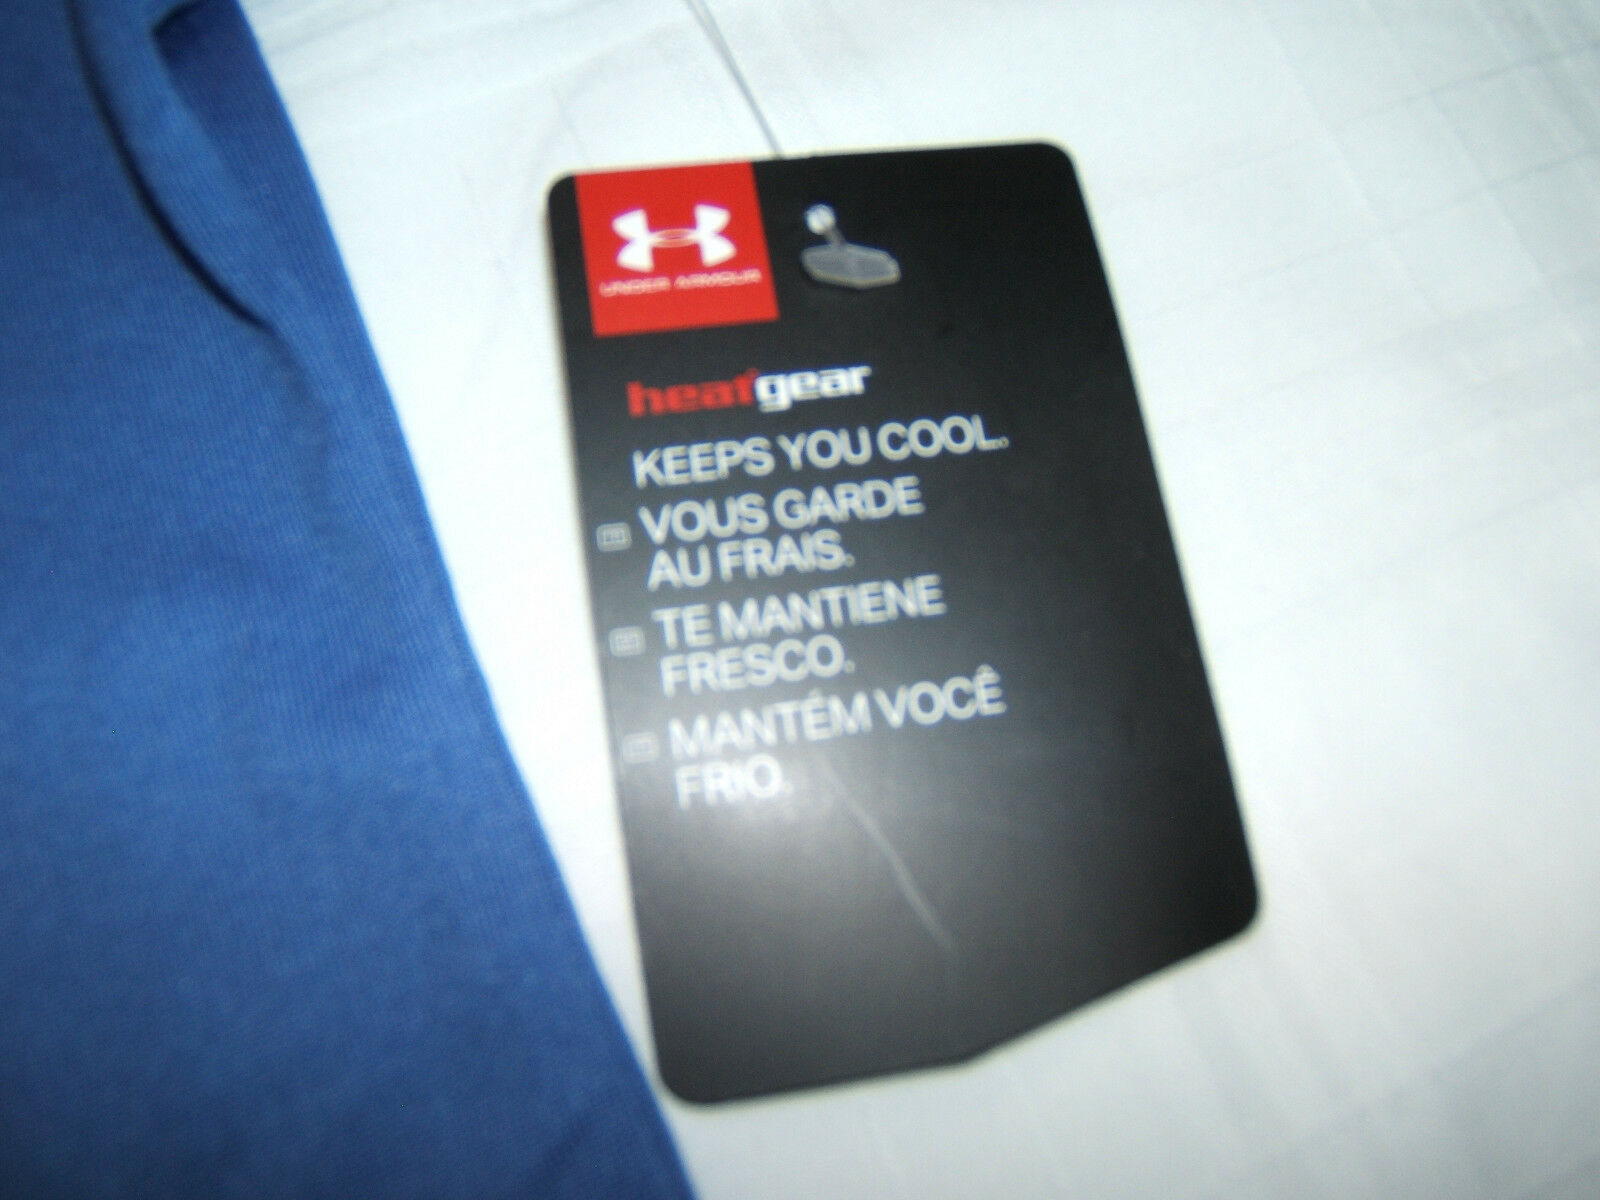 UNDER ARMOUR
heatgear
KEEPS YOU COOL.
VOUS GARDE
AU FRAIS.
TE MANTIENE
FRESCO.
MANTÉM VOCÊ
FRIO.